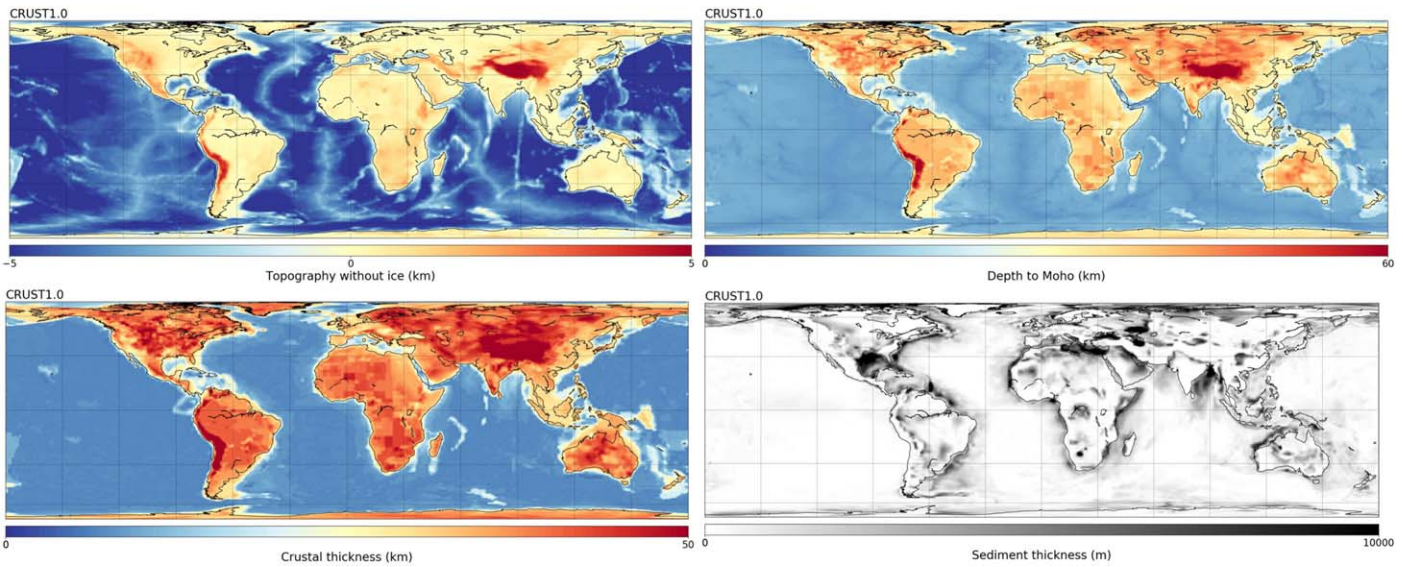 CRUST1.0
−5 0 5
Topography without ice (km)
CRUST1.0
0 60
Depth to Moho (km)
CRUST1.0
0 50
Crustal thickness (km)
CRUST1.0
0 10000
Sediment thickness (m)